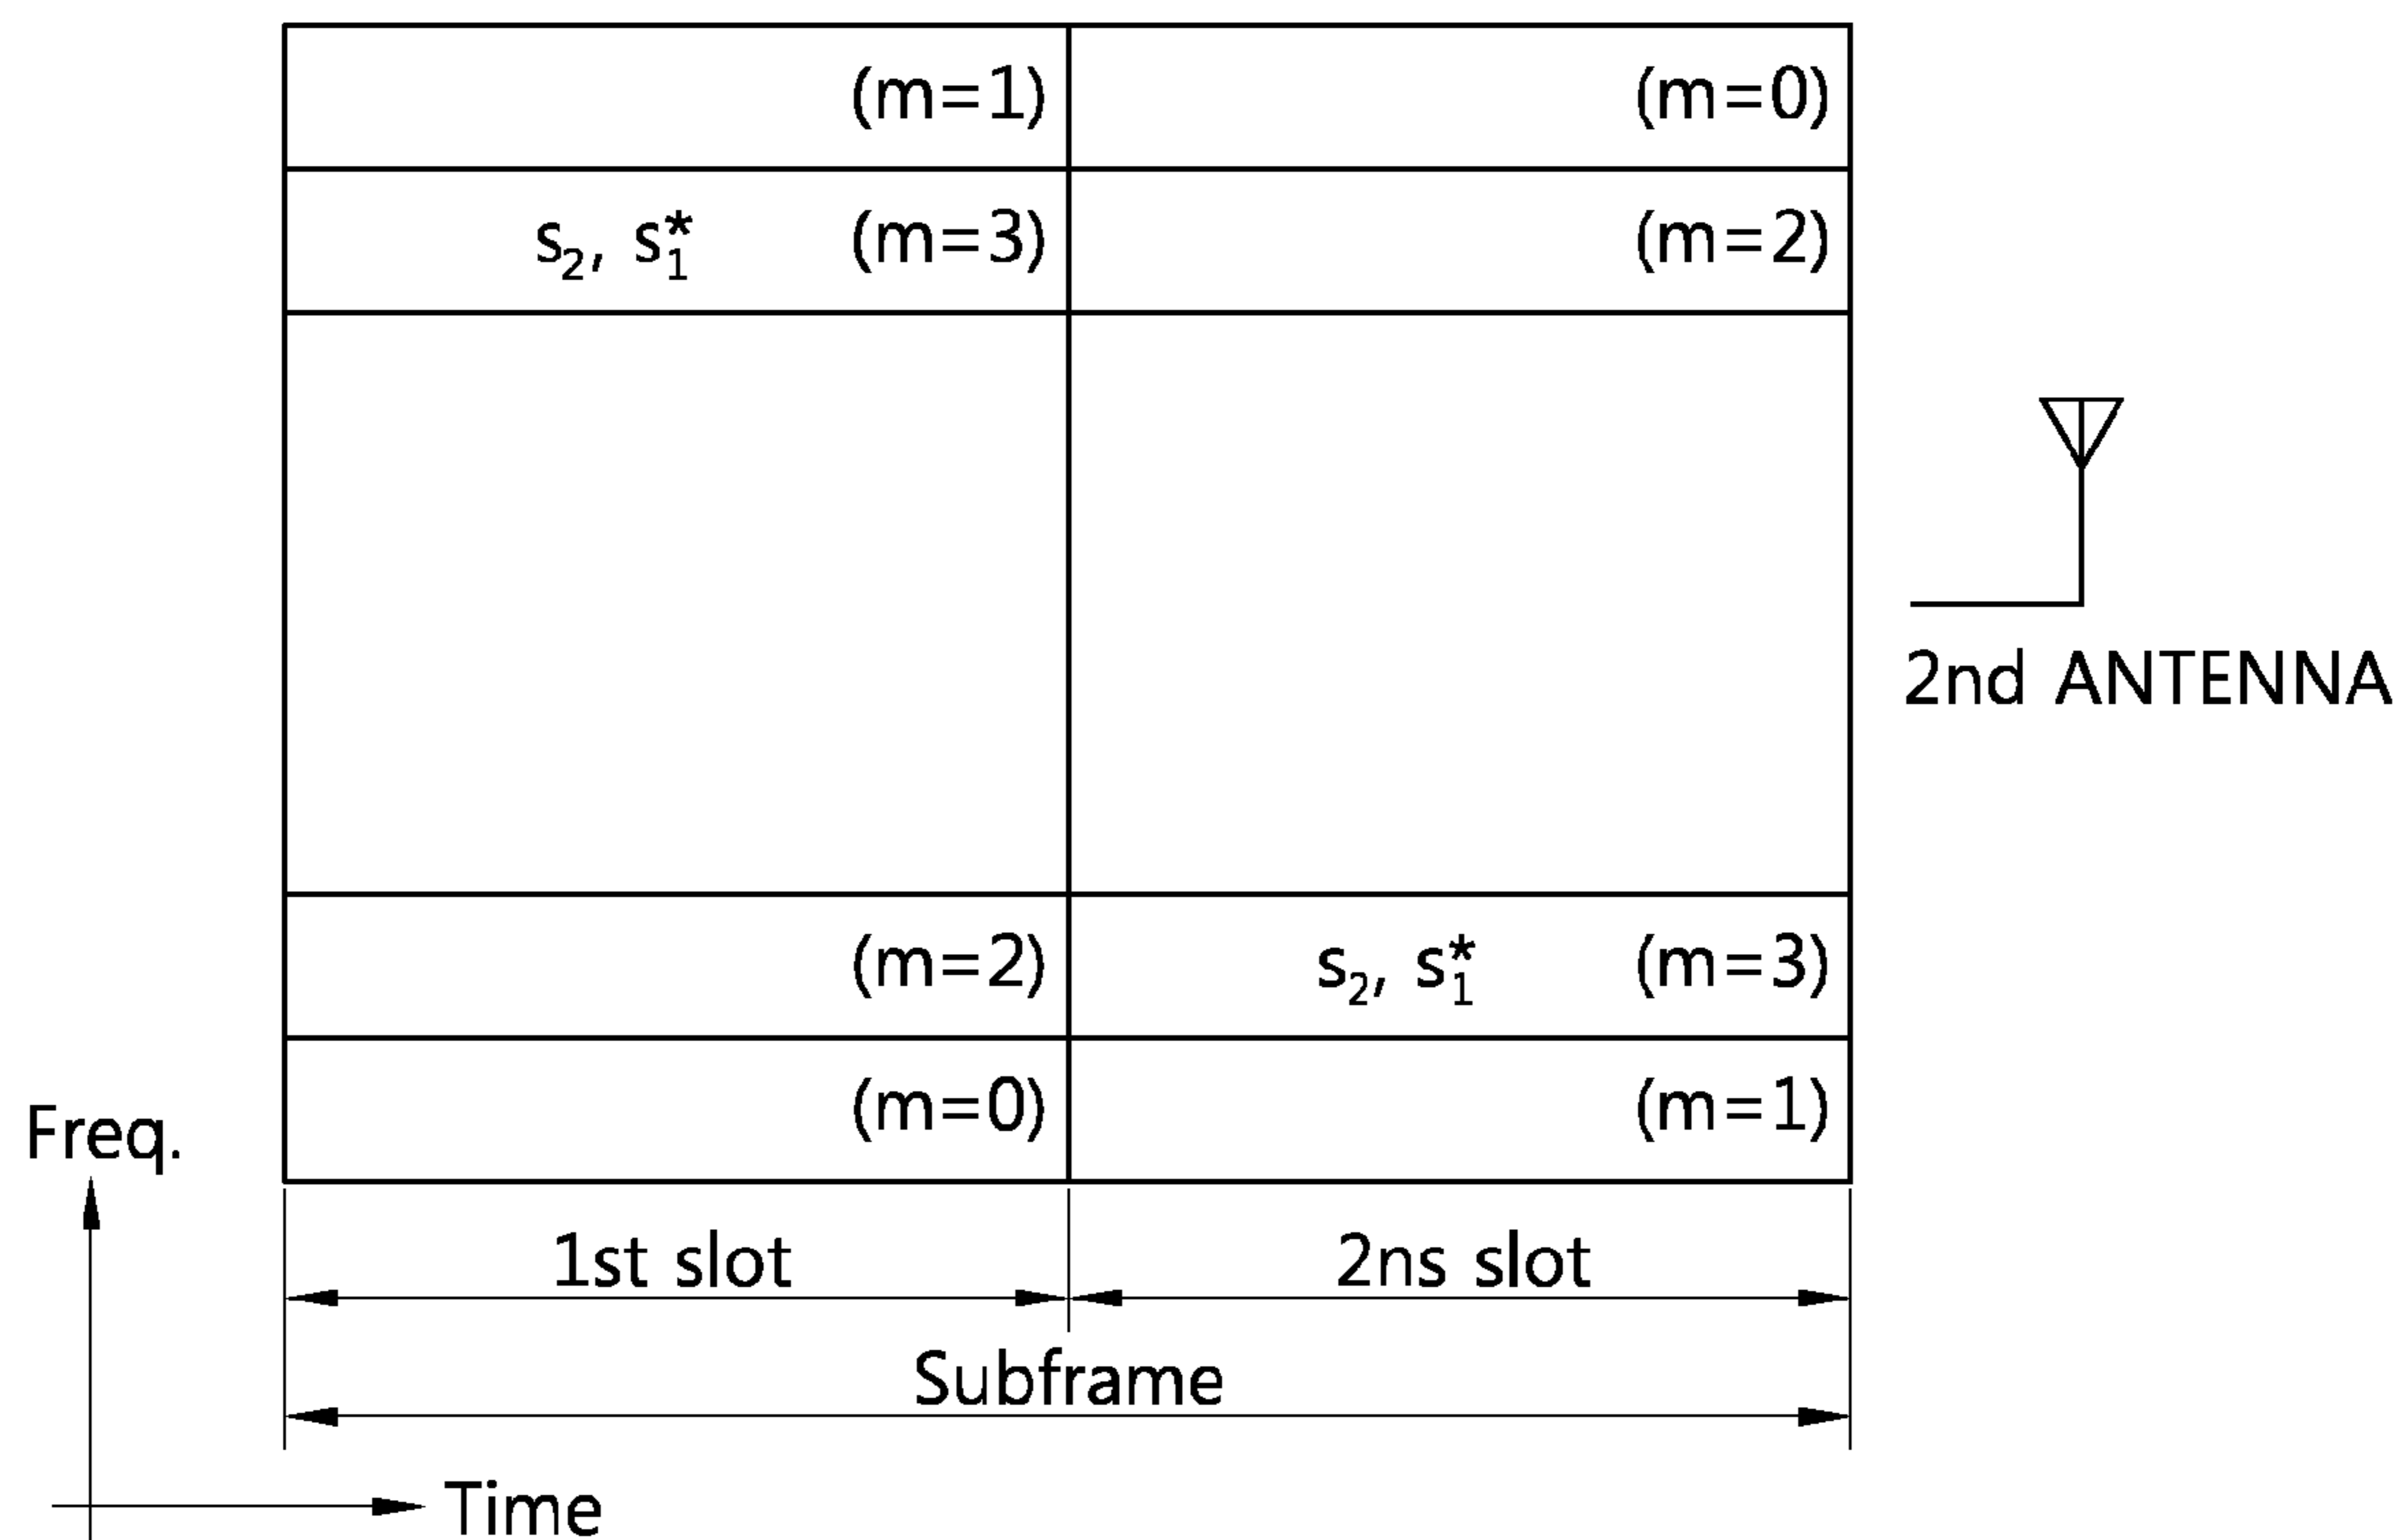 (m=1) (m=0)
s₂, s₁* (m=3) (m=2)
2nd ANTENNA
(m=2) s₂, s₁* (m=3)
(m=0) (m=1)
Freq.
1st slot 2ns slot
Subframe
Time